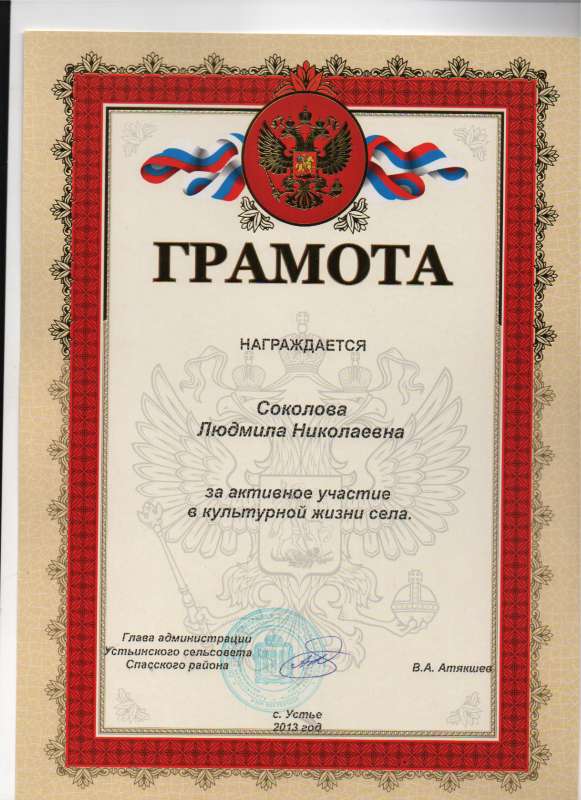 ГРАМОТА
НАГРАЖДАЕТСЯ
Соколова
Людмила Николаевна
за активное участие
в культурной жизни села.
Глава администрации
Устьинского сельсовета
Спасского района
В.А. Атякшев
с. Устье
2013 год